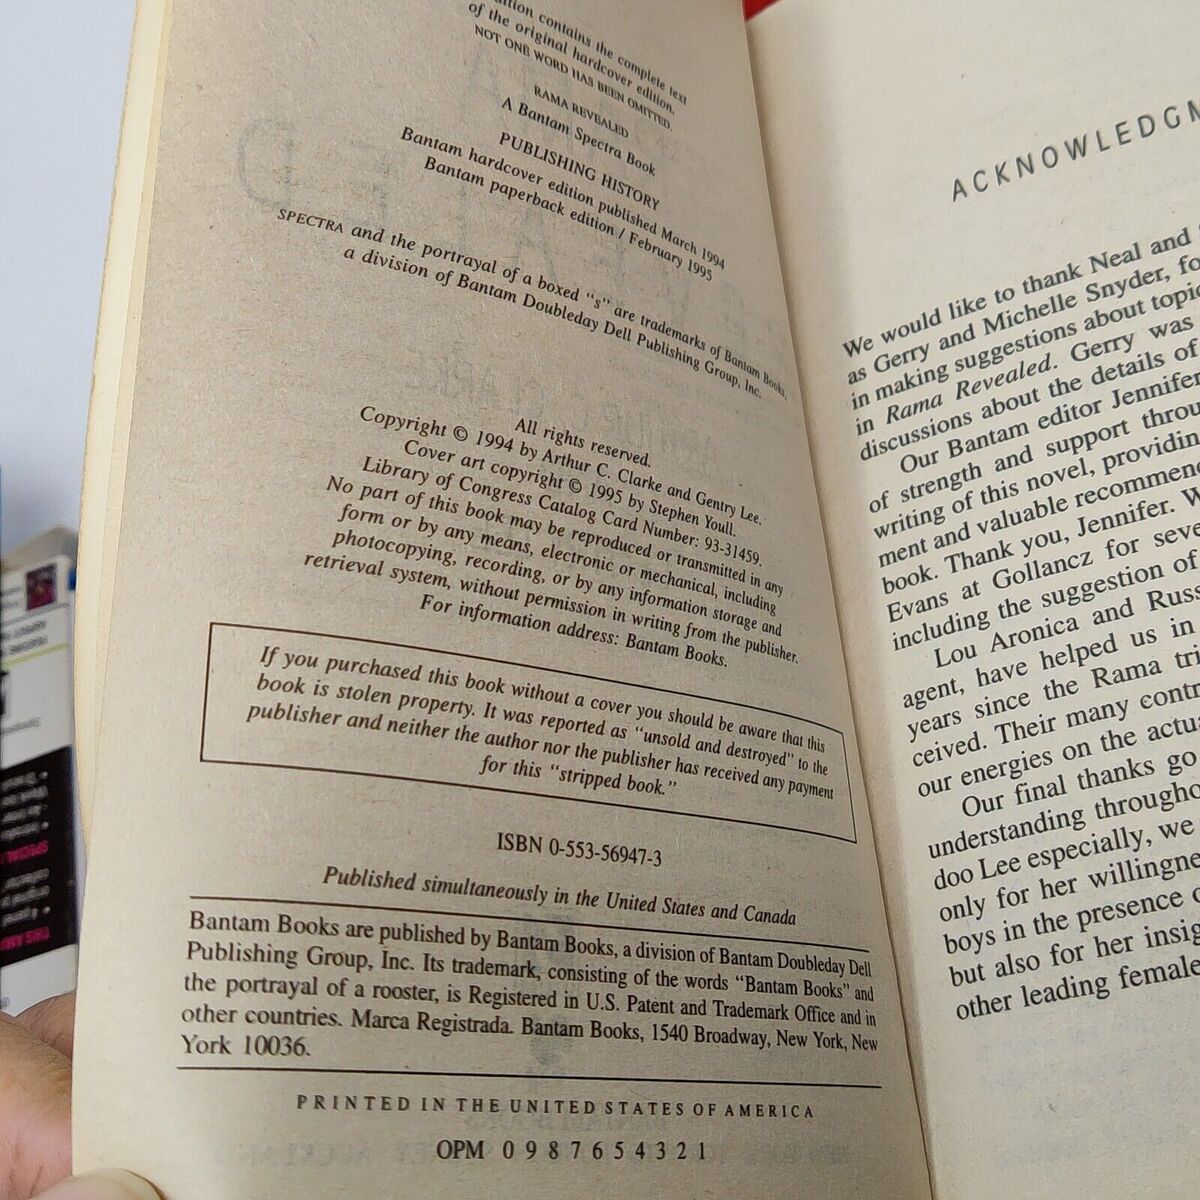 contains the complete text
of the original hardcover edition.
NOT ONE WORD HAS BEEN OMITTED.
RAMA REVEALED
A Bantam Spectra Book
PUBLISHING HISTORY
Bantam hardcover edition published March 1994
Bantam paperback edition / February 1995
SPECTRA and the portrayal of a boxed “s” are trademarks of Bantam Books,
a division of Bantam Doubleday Dell Publishing Group, Inc.
All rights reserved.
Copyright © 1994 by Arthur C. Clarke and Gentry Lee.
Cover art copyright © 1995 by Stephen Youll.
Library of Congress Catalog Card Number: 93-31459.
No part of this book may be reproduced or transmitted in any
form or by any means, electronic or mechanical, including
photocopying, recording, or by any information storage and
retrieval system, without permission in writing from the publisher.
For information address: Bantam Books.
If you purchased this book without a cover you should be aware that this
book is stolen property. It was reported as “unsold and destroyed” to the
publisher and neither the author nor the publisher has received any payment
for this “stripped book.”
ISBN 0-553-56947-3
Published simultaneously in the United States and Canada
Bantam Books are published by Bantam Books, a division of Bantam Doubleday Dell
Publishing Group, Inc. Its trademark, consisting of the words “Bantam Books” and
the portrayal of a rooster, is Registered in U.S. Patent and Trademark Office and in
other countries. Marca Registrada. Bantam Books, 1540 Broadway, New York, New
York 10036.
PRINTED IN THE UNITED STATES OF AMERICA
OPM 0 9 8 7 6 5 4 3 2 1
ACKNOWLEDGM
We would like to thank Neal and
as Gerry and Michelle Snyder, fo
in making suggestions about topic
in Rama Revealed. Gerry was
discussions about the details of
Our Bantam editor Jennifer
of strength and support throu
writing of this novel, providin
ment and valuable recommen
book. Thank you, Jennifer. W
Evans at Gollancz for seve
including the suggestion of
Lou Aronica and Russ
agent, have helped us in
years since the Rama tri
ceived. Their many contr
our energies on the actua
Our final thanks go
understanding througho
doo Lee especially, we
only for her willingne
boys in the presence o
but also for her insig
other leading female